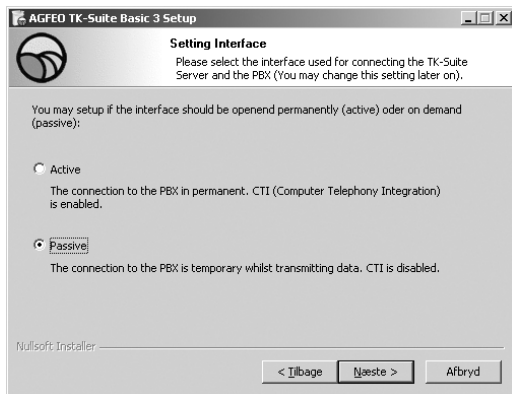 AGFEO TK-Suite Basic 3 Setup
Setting Interface
Please select the interface used for connecting the TK-Suite
Server and the PBX (You may change this setting later on).
You may setup if the interface should be openend permanently (active) oder on demand
(passive):
Active
The connection to the PBX in permanent. CTI (Computer Telephony Integration)
is enabled.
Passive
The connection to the PBX is temporary whilst transmitting data. CTI is disabled.
Nullsoft Installer
< Tilbage
Næste >
Afbryd